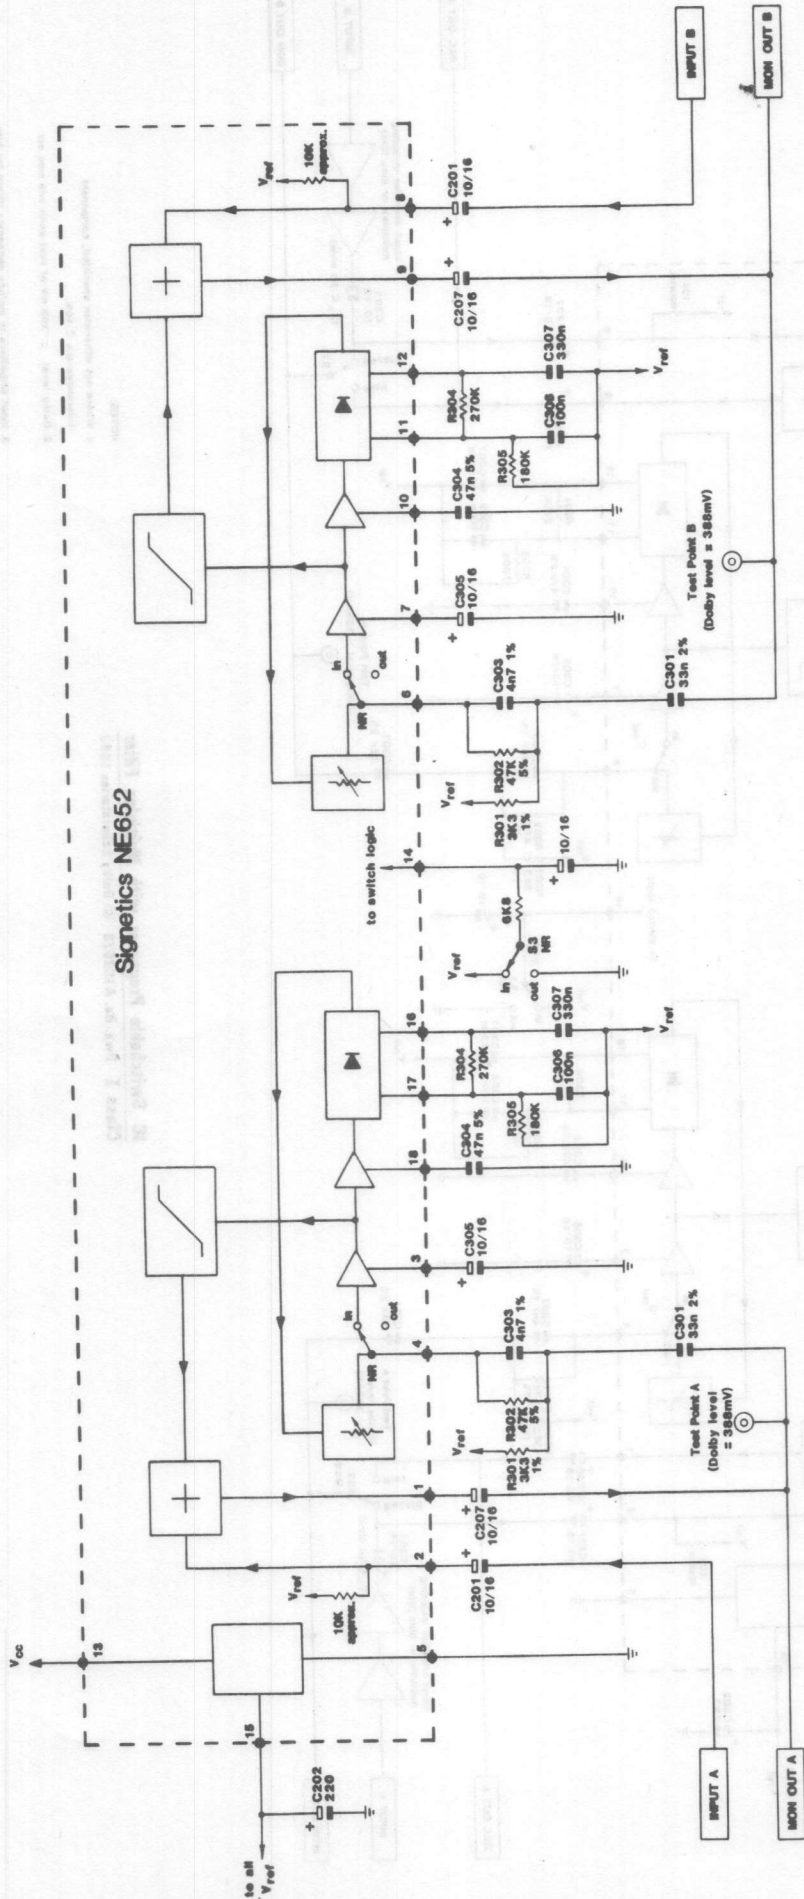 Signetics NE652
Vcc
13
15
to all
Vref
+
C202
220
5
Vref
10K
approx.
2
+
C201
10/16
1
+
C207
10/16
INPUT A
MON OUT A
Test Point A
(Dolby level
= 388mV)
NR
in
out
4
Vref
R301
3K3
1%
R302
47K
5%
C303
4n7 1%
C301
33n 2%
3
+
C305
10/16
18
C304
47n 5%
17
16
R304
270K
R305
180K
C306
100n
C307
330n
Vref
to switch logic
14
Vref
in
out
S3
NR
6K8
+
10/16
NR
in
out
6
Vref
R301
3K3
1%
R302
47K
5%
C303
4n7 1%
C301
33n 2%
7
+
C305
10/16
10
C304
47n 5%
11
12
R304
270K
R305
180K
C306
100n
C307
330n
Vref
Test Point B
(Dolby level = 388mV)
9
+
C207
10/16
8
+
C201
10/16
Vref
10K
approx.
INPUT B
MON OUT B